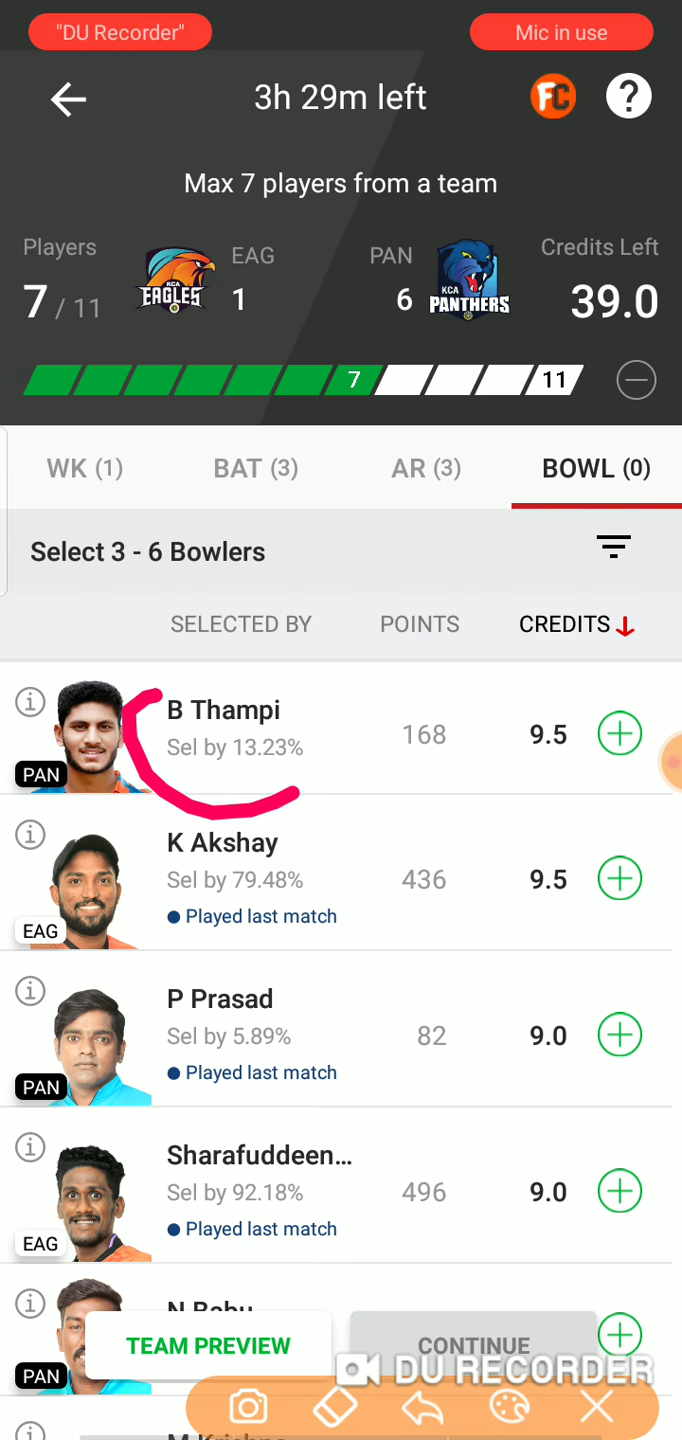 "DU Recorder" Mic in use
3h 29m left FC ?
Max 7 players from a team
Players EAG PAN Credits Left
7 / 11 KCA EAGLES 1 6 KCA PANTHERS 39.0
7 11
WK (1) BAT (3) AR (3) BOWL (0)
Select 3 - 6 Bowlers
SELECTED BY POINTS CREDITS
B Thampi
Sel by 13.23% 168 9.5
PAN
K Akshay
Sel by 79.48% 436 9.5
Played last match
EAG
P Prasad
Sel by 5.89% 82 9.0
Played last match
PAN
Sharafuddeen...
Sel by 92.18% 496 9.0
Played last match
EAG
N Babu
TEAM PREVIEW CONTINUE
PAN
DU RECORDER